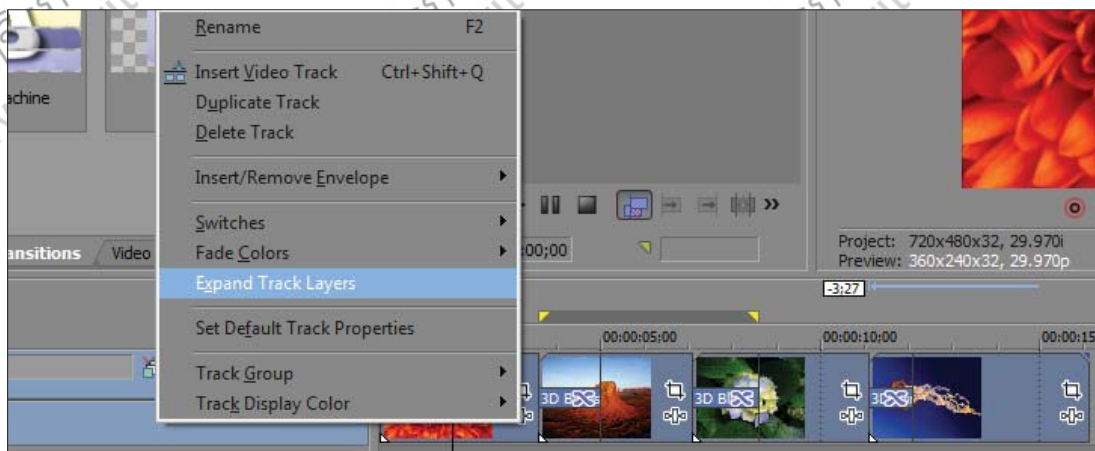 Rename F2
Insert Video Track Ctrl+Shift+Q
Duplicate Track
Delete Track
Insert/Remove Envelope
Switches
Fade Colors
Expand Track Layers
Set Default Track Properties
Track Group
Track Display Color
achine
ansitions
Video
:00;00
Project: 720x480x32, 29.970i
Preview: 360x240x32, 29.970p
-3;27
00:00:05;00
00:00:10;00
00:00:15
3D B
3D Bl
3D